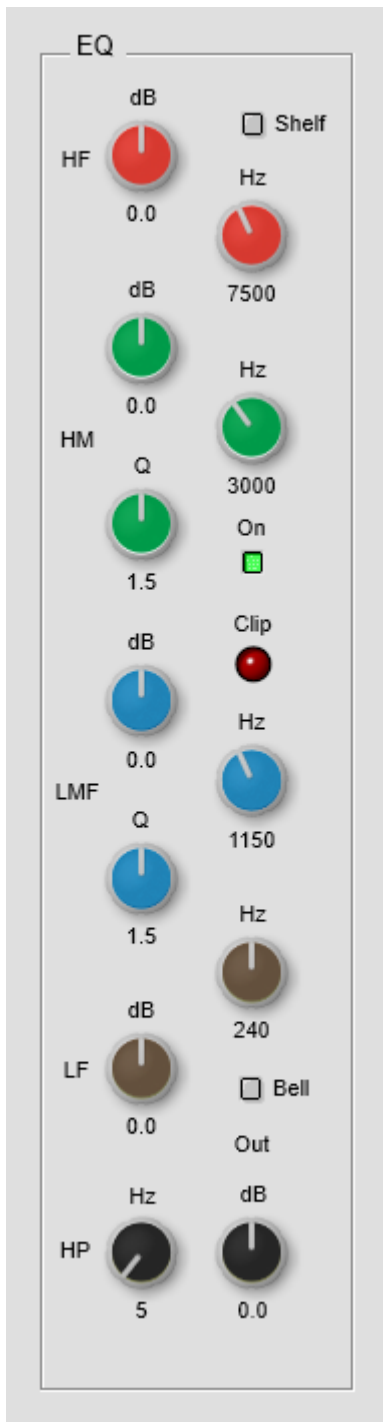 EQ
dB
Shelf
HF
Hz
0.0
7500
dB
Hz
0.0
HM
Q
3000
On
1.5
Clip
dB
Hz
0.0
LMF
Q
1150
1.5
Hz
dB
240
LF
Bell
0.0
Out
Hz
dB
HP
5
0.0